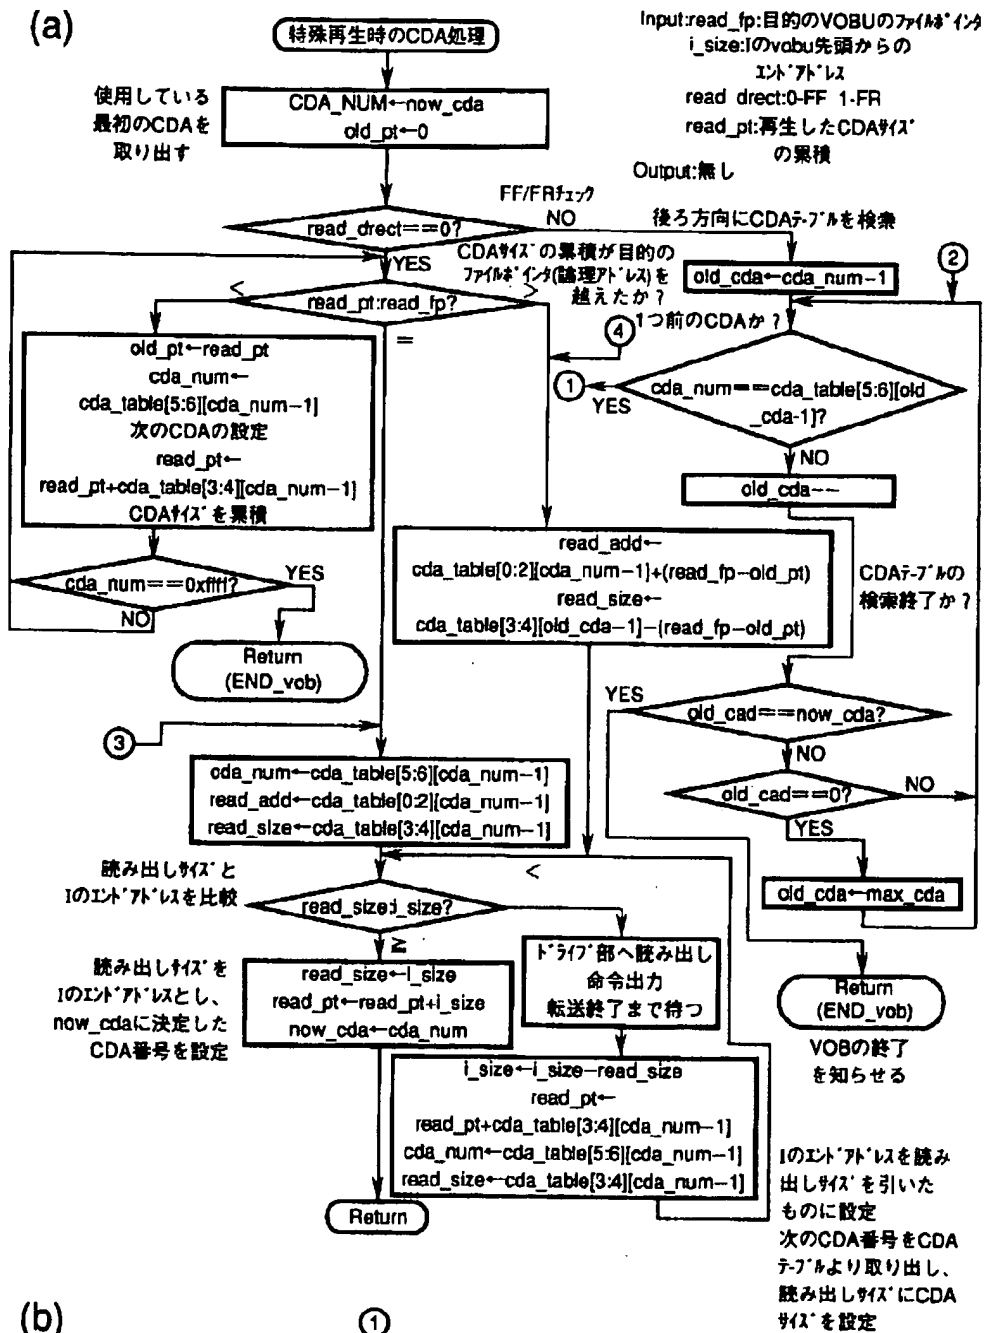 (a)
特殊再生時のCDA処理
Input:read_fp:目的のVOBUのﾌｧｲﾙﾎﾟｲﾝﾀ
i_size:Iのvobu先頭からの
ｴﾝﾄﾞｱﾄﾞﾚｽ
read drect:0-FF 1-FR
read_pt:再生したCDAｻｲｽﾞ
の累積
Output:無し
使用している
最初のCDAを
取り出す
CDA_NUM←now_cda
old_pt←0
FF/FRﾁｪｯｸ
read_drect==0?
NO
YES
後ろ方向にCDAﾃｰﾌﾞﾙを検索
old_cda←cda_num-1
②
CDAｻｲｽﾞの累積が目的の
ﾌｧｲﾙﾎﾟｲﾝﾀ(論理ｱﾄﾞﾚｽ)を
越えたか?
<
read_pt:read_fp?
>
=
④
1つ前のCDAか?
①
YES
cda_num==cda_table[5:6][old
_cda-1]?
NO
old_cda--
old_pt←read_pt
cda_num←
cda_table[5:6][cda_num-1]
次のCDAの設定
read_pt←
read_pt+cda_table[3:4][cda_num-1]
CDAｻｲｽﾞを累積
cda_num==0xffff?
YES
NO
Return
(END_vob)
read_add←
cda_table[0:2][cda_num-1]+(read_fp-old_pt)
read_size←
cda_table[3:4][old_cda-1]-(read_fp-old_pt)
CDAﾃｰﾌﾞﾙの
検索終了か?
YES
old_cad==now_cda?
NO
old_cad==0?
NO
YES
old_cda←max_cda
Return
(END_vob)
VOBの終了
を知らせる
③
cda_num←cda_table[5:6][cda_num-1]
read_add←cda_table[0:2][cda_num-1]
read_size←cda_table[3:4][cda_num-1]
読み出しｻｲｽﾞと
Iのｴﾝﾄﾞｱﾄﾞﾚｽを比較
read_size:i_size?
<
≧
読み出しｻｲｽﾞを
Iのｴﾝﾄﾞｱﾄﾞﾚｽとし、
now_cdaに決定した
CDA番号を設定
read_size←i_size
read_pt←read_pt+i_size
now_cda←cda_num
ﾄﾞﾗｲﾌﾞ部へ読み出し
命令出力
転送終了まで待つ
i_size←i_size-read_size
read_pt←
read_pt+cda_table[3:4][cda_num-1]
cda_num←cda_table[5:6][cda_num-1]
read_size←cda_table[3:4][cda_num-1]
Return
Iのｴﾝﾄﾞｱﾄﾞﾚｽを読み
出しｻｲｽﾞを引いた
ものに設定
次のCDA番号をCDA
ﾃｰﾌﾞﾙより取り出し、
読み出しｻｲｽﾞにCDA
ｻｲｽﾞを設定
(b)
①